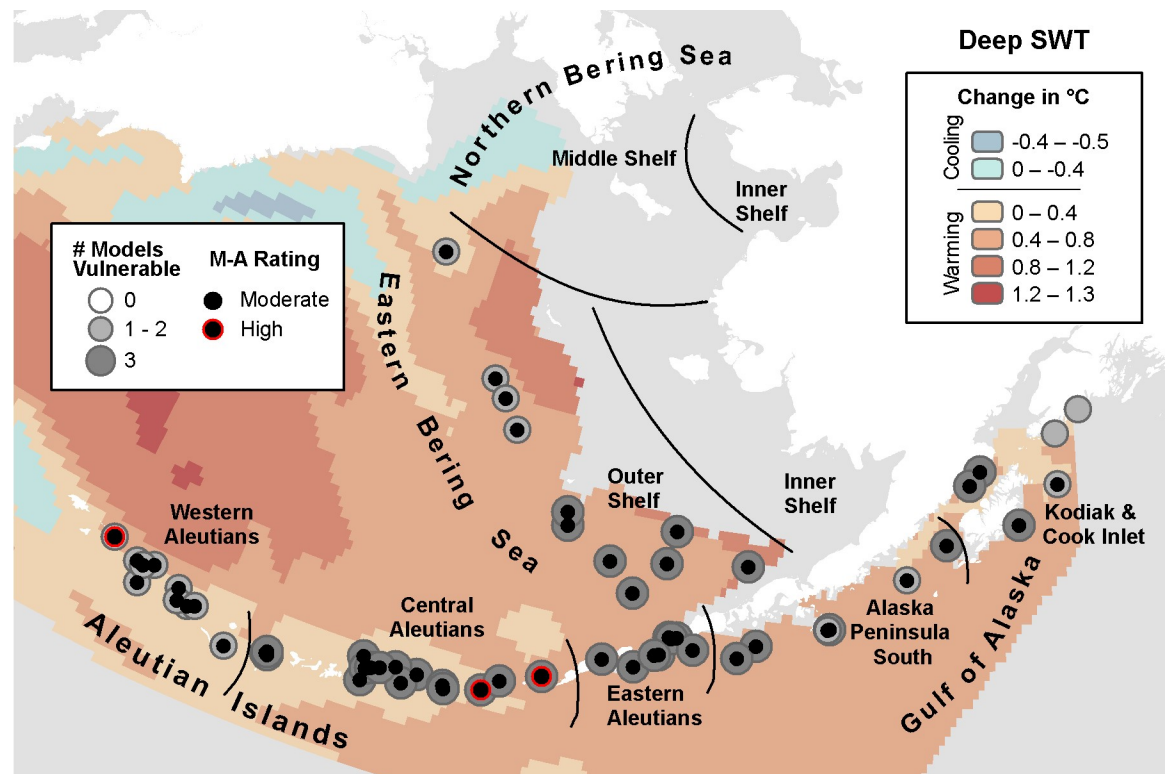 Deep SWT
Change in °C
Cooling
-0.4 – -0.5
0 – -0.4
Warming
0 – 0.4
0.4 – 0.8
0.8 – 1.2
1.2 – 1.3
Northern Bering Sea
Middle Shelf
Inner
Shelf
# Models
Vulnerable
0
1 - 2
3
M-A Rating
Moderate
High
Eastern Bering Sea
Outer
Shelf
Inner
Shelf
Western
Aleutians
Central
Aleutians
Eastern
Aleutians
Aleutian Islands
Alaska
Peninsula
South
Kodiak &
Cook Inlet
Gulf of Alaska